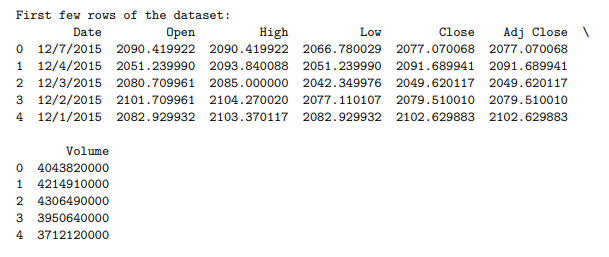 First few rows of the dataset:
Date Open High Low Close Adj Close \
0 12/7/2015 2090.419922 2090.419922 2066.780029 2077.070068 2077.070068
1 12/4/2015 2051.239990 2093.840088 2051.239990 2091.689941 2091.689941
2 12/3/2015 2080.709961 2085.000000 2042.349976 2049.620117 2049.620117
3 12/2/2015 2101.709961 2104.270020 2077.110107 2079.510010 2079.510010
4 12/1/2015 2082.929932 2103.370117 2082.929932 2102.629883 2102.629883
Volume
0 4043820000
1 4214910000
2 4306490000
3 3950640000
4 3712120000